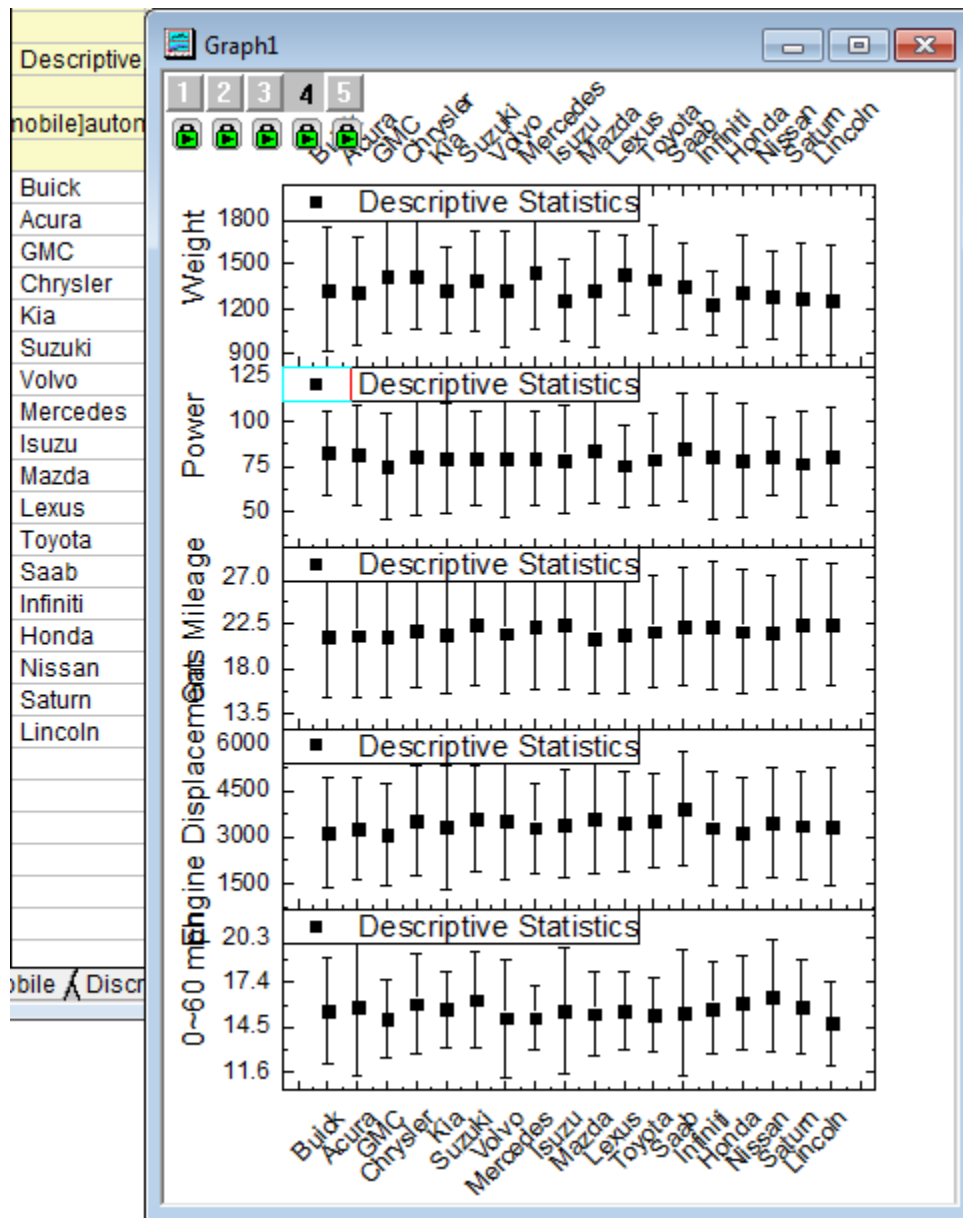 Graph1
Descriptive
nobile]autom
Buick
Acura
GMC
Chrysler
Kia
Suzuki
Volvo
Mercedes
Isuzu
Mazda
Lexus
Toyota
Saab
Infiniti
Honda
Nissan
Saturn
Lincoln
obile
Discr
1 2 3 4 5
Buick Acura GMC Chrysler Kia Suzuki Volvo Mercedes Isuzu Mazda Lexus Toyota Saab Infiniti Honda Nissan Saturn Lincoln
Descriptive Statistics
Weight
1800
1500
1200
900
Descriptive Statistics
Power
125
100
75
50
Descriptive Statistics
Gas Mileage
27.0
22.5
18.0
13.5
Descriptive Statistics
Engine Displacement
6000
4500
3000
1500
Descriptive Statistics
0~60 mph
20.3
17.4
14.5
11.6
Buick Acura GMC Chrysler Kia Suzuki Volvo Mercedes Isuzu Mazda Lexus Toyota Saab Infiniti Honda Nissan Saturn Lincoln